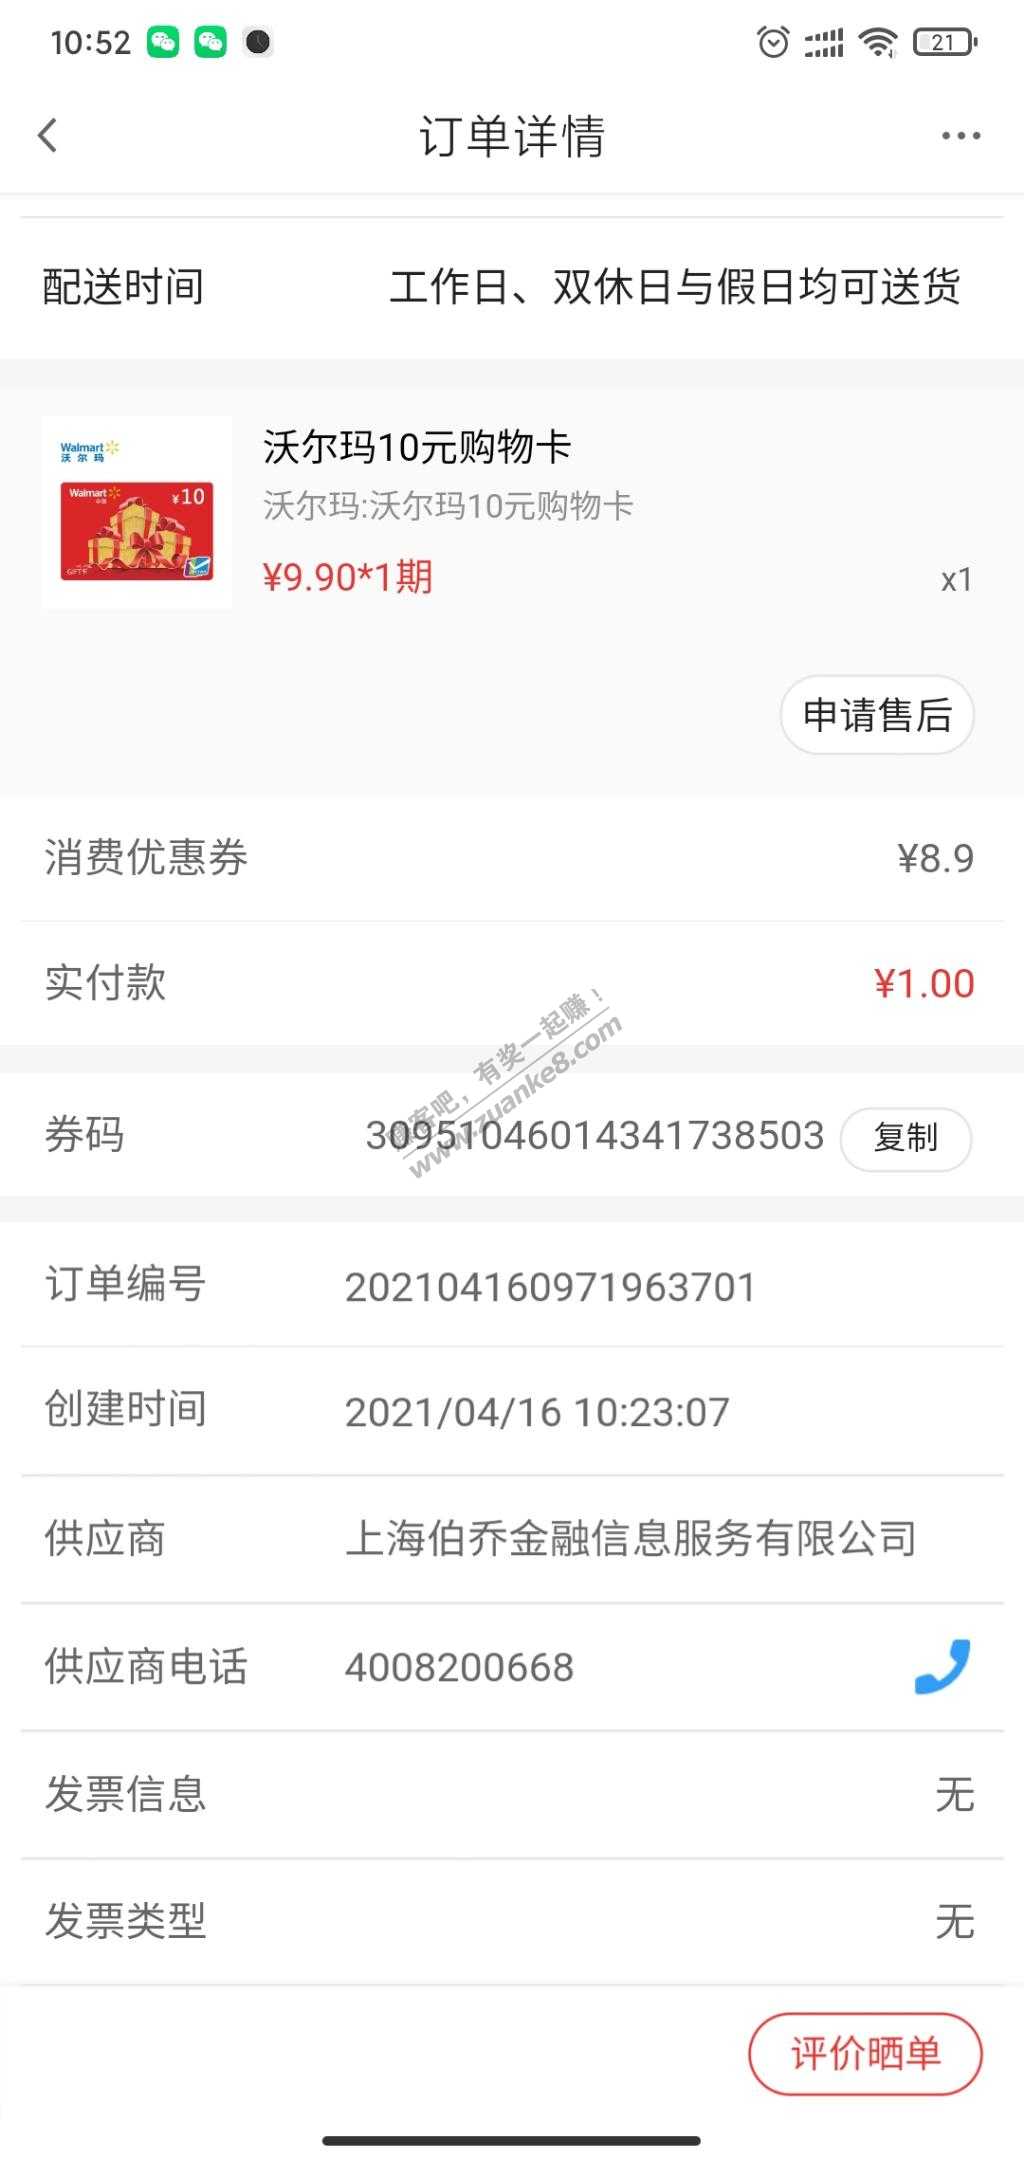 10:52
21
订单详情
配送时间 工作日、双休日与假日均可送货
Walmart
沃尔玛
Walmart
¥10
沃尔玛10元购物卡
沃尔玛:沃尔玛10元购物卡
¥9.90*1期
x1
申请售后
消费优惠券 ¥8.9
实付款 ¥1.00
赚客吧，有奖一起赚！
www.zuanke8.com
券码 30951046014341738503 复制
订单编号 202104160971963701
创建时间 2021/04/16 10:23:07
供应商 上海伯乔金融信息服务有限公司
供应商电话 4008200668
发票信息 无
发票类型 无
评价晒单